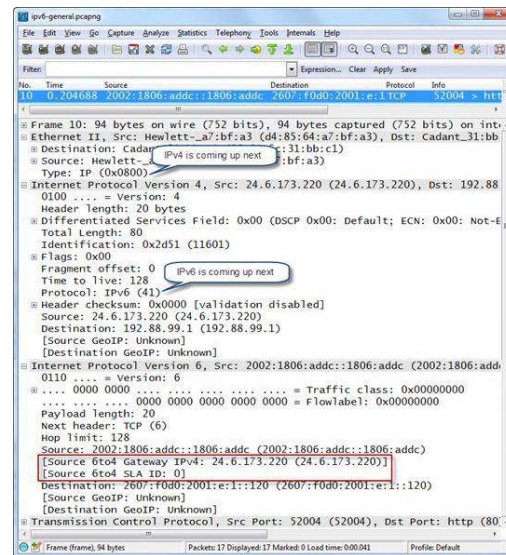 ipv6-general.pcapng
File Edit View Go Capture Analyze Statistics Telephony Tools Internals Help
Filter: Expression... Clear Apply Save
No. Time Source Destination Protocol Info
10 0.204688 2002:1806:addc::1806:addc 2607:f0d0:2001:e:1 TCP 52004 > htt
Frame 10: 94 bytes on wire (752 bits), 94 bytes captured (752 bits) on int
Ethernet II, Src: Hewlett-_a7:bf:a3 (d4:85:64:a7:bf:a3), Dst: Cadant_31:bb
Destination: Cadan :31:bb:c1)
IPv4 is coming up next
Source: Hewlett-_a :bf:a3)
Type: IP (0x0800)
Internet Protocol Version 4, Src: 24.6.173.220 (24.6.173.220), Dst: 192.88
0100 .... = Version: 4
Header length: 20 bytes
Differentiated Services Field: 0x00 (DSCP 0x00: Default; ECN: 0x00: Not-E
Total Length: 80
Identification: 0x2d51 (11601)
Flags: 0x00
Fragment offset: 0
IPv6 is coming up next
Time to live: 128
Protocol: IPv6 (41)
Header checksum: 0x0000 [validation disabled]
Source: 24.6.173.220 (24.6.173.220)
Destination: 192.88.99.1 (192.88.99.1)
[Source GeoIP: Unknown]
[Destination GeoIP: Unknown]
Internet Protocol Version 6, Src: 2002:1806:addc::1806:addc (2002:1806:add
0110 .... = Version: 6
.... 0000 0000 .... .... .... .... .... = Traffic class: 0x00000000
.... .... .... 0000 0000 0000 0000 0000 = Flowlabel: 0x00000000
Payload length: 20
Next header: TCP (6)
Hop limit: 128
Source: 2002:1806:addc::1806:addc (2002:1806:addc::1806:addc)
[Source 6to4 Gateway IPv4: 24.6.173.220 (24.6.173.220)]
[Source 6to4 SLA ID: 0]
Destination: 2607:f0d0:2001:e:1::120 (2607:f0d0:2001:e:1::120)
[Source GeoIP: Unknown]
[Destination GeoIP: Unknown]
Transmission Control Protocol, Src Port: 52004 (52004), Dst Port: http (80)
Frame (frame), 94 bytes Packets: 17 Displayed: 17 Marked: 0 Load time: 0:00.041 Profile: Default